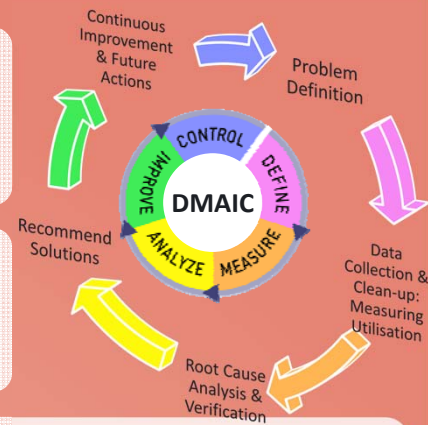 Continuous
Improvement
& Future
Actions
Problem
Definition
Data
Collection &
Clean-up:
Measuring
Utilisation
Root Cause
Analysis &
Verification
Recommend
Solutions
CONTROL
DEFINE
MEASURE
ANALYZE
IMPROVE
DMAIC